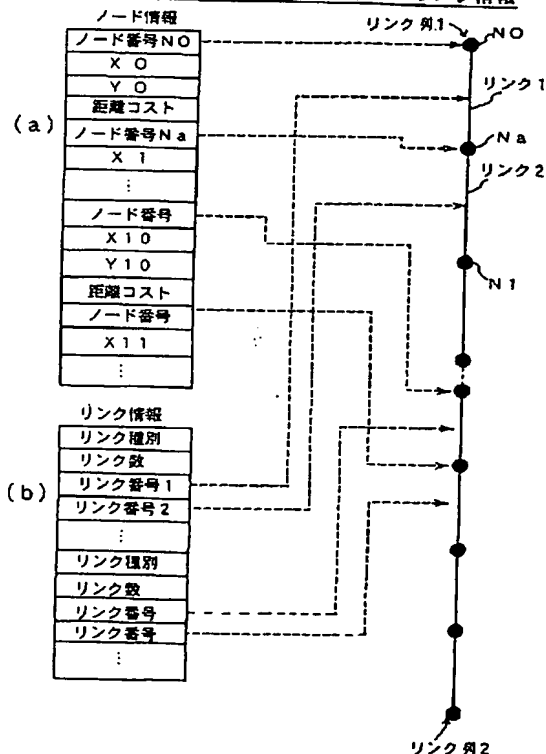 ノード情報
ノード番号N0
X0
Y0
距離コスト
ノード番号Na
X1
⋮
ノード番号
X10
Y10
距離コスト
ノード番号
X11
⋮
(a)
リンク情報
リンク種別
リンク数
リンク番号1
リンク番号2
⋮
リンク種別
リンク数
リンク番号
リンク番号
⋮
(b)
リンク列1
N0
リンク1
Na
リンク2
N1
リンク列2